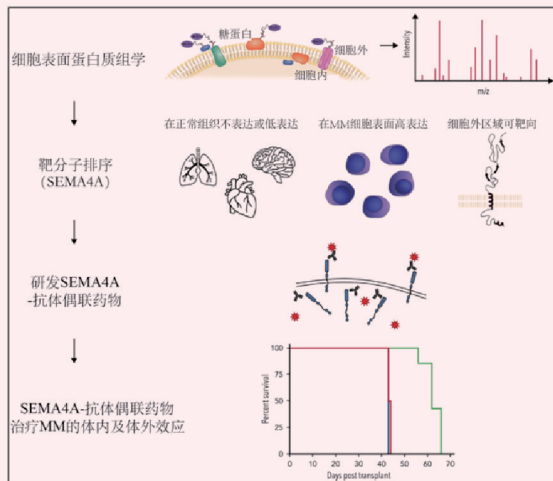 糖蛋白
细胞外
细胞内
细胞表面蛋白质组学
Intensity
m/z
在正常组织不表达或低表达
在MM细胞表面高表达
细胞外区域可靶向
靶分子排序
(SEMA4A)
研发SEMA4A
-抗体偶联药物
SEMA4A-抗体偶联药物
治疗MM的体内及体外效应
Percent survival
100
75
50
25
0
0 10 20 30 40 50 60 70
Days post transplant